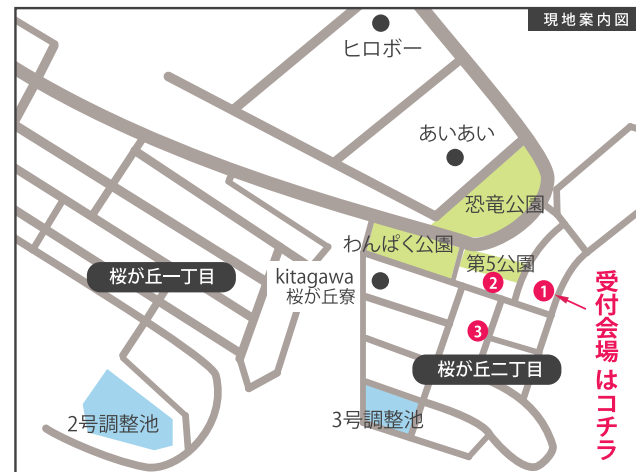 現地案内図
ヒロボー
あいあい
恐竜公園
わんぱく公園
第5公園
kitagawa
桜が丘寮
桜が丘一丁目
2
1
3
受付会場はコチラ
桜が丘二丁目
2号調整池
3号調整池